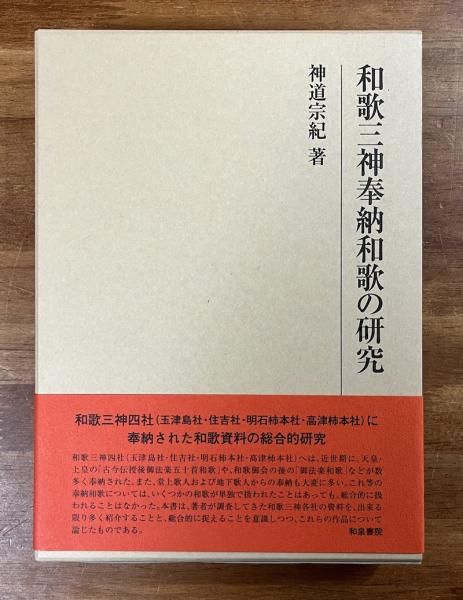 和歌三神奉納和歌の研究
神道宗紀 著
和歌三神四社(玉津島社・住吉社・明石柿本社・高津柿本社)に
奉納された和歌資料の総合的研究
和歌三神四社(玉津島社・住吉社・明石柿本社・高津柿本社)へは、近世期に、天皇・
上皇の「古今伝授後御法楽五十首和歌」や、和歌御会の後の「御法楽和歌」などが数
多く奉納された。また、堂上歌人および地下歌人からの奉納も大変に多い。これ等の
奉納和歌については、いくつかの和歌が単独で扱われたことはあっても、総合的に扱
われることはなかった。本書は、著者が調査してきた和歌三神各社の資料を、出来る
限り多く紹介することと、総合的に捉えることを意識しつつ、これらの作品について
論じたものである。
和泉書院